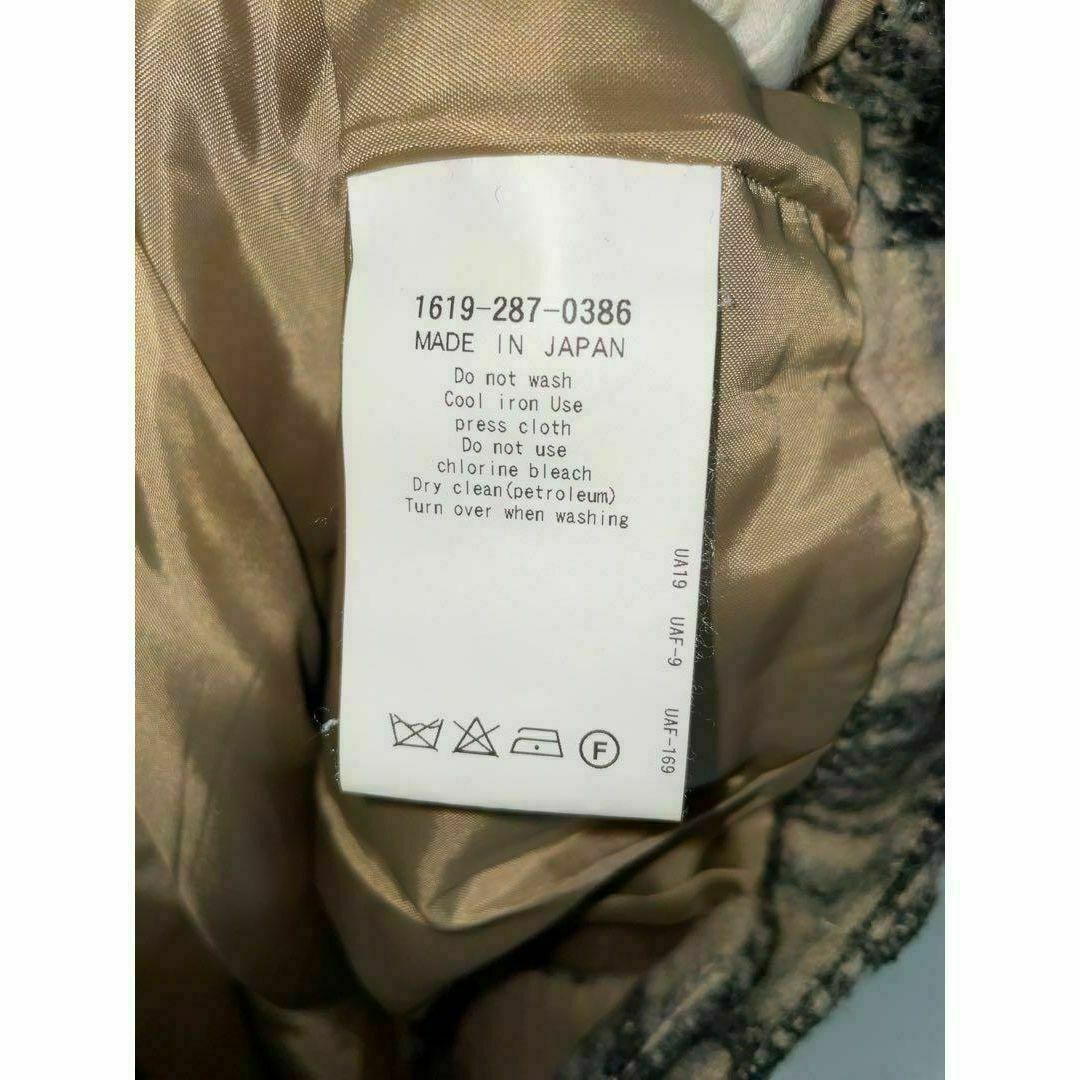 1619-287-0386
MADE IN JAPAN
Do not wash
Cool iron Use
press cloth
Do not use
chlorine bleach
Dry clean(petroleum)
Turn over when washing
UA19 UAF-9 UAF-169
F